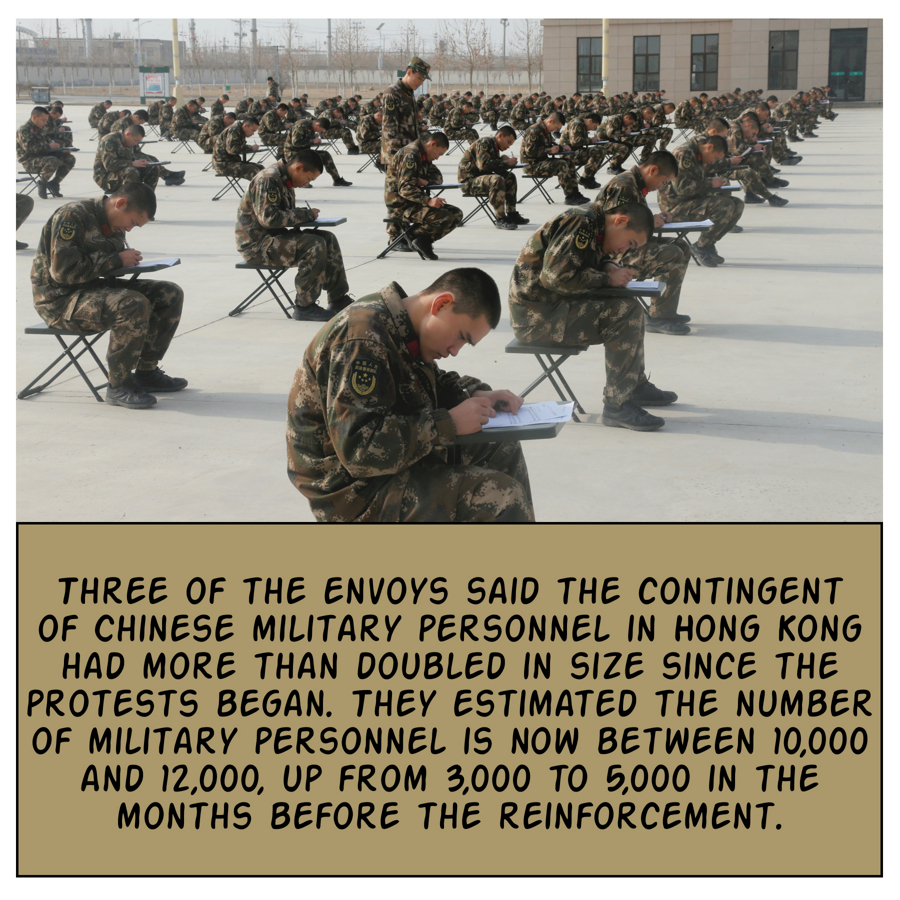 THREE OF THE ENVOYS SAID THE CONTINGENT
OF CHINESE MILITARY PERSONNEL IN HONG KONG
HAD MORE THAN DOUBLED IN SIZE SINCE THE
PROTESTS BEGAN. THEY ESTIMATED THE NUMBER
OF MILITARY PERSONNEL IS NOW BETWEEN 10,000
AND 12,000, UP FROM 3,000 TO 5,000 IN THE
MONTHS BEFORE THE REINFORCEMENT.